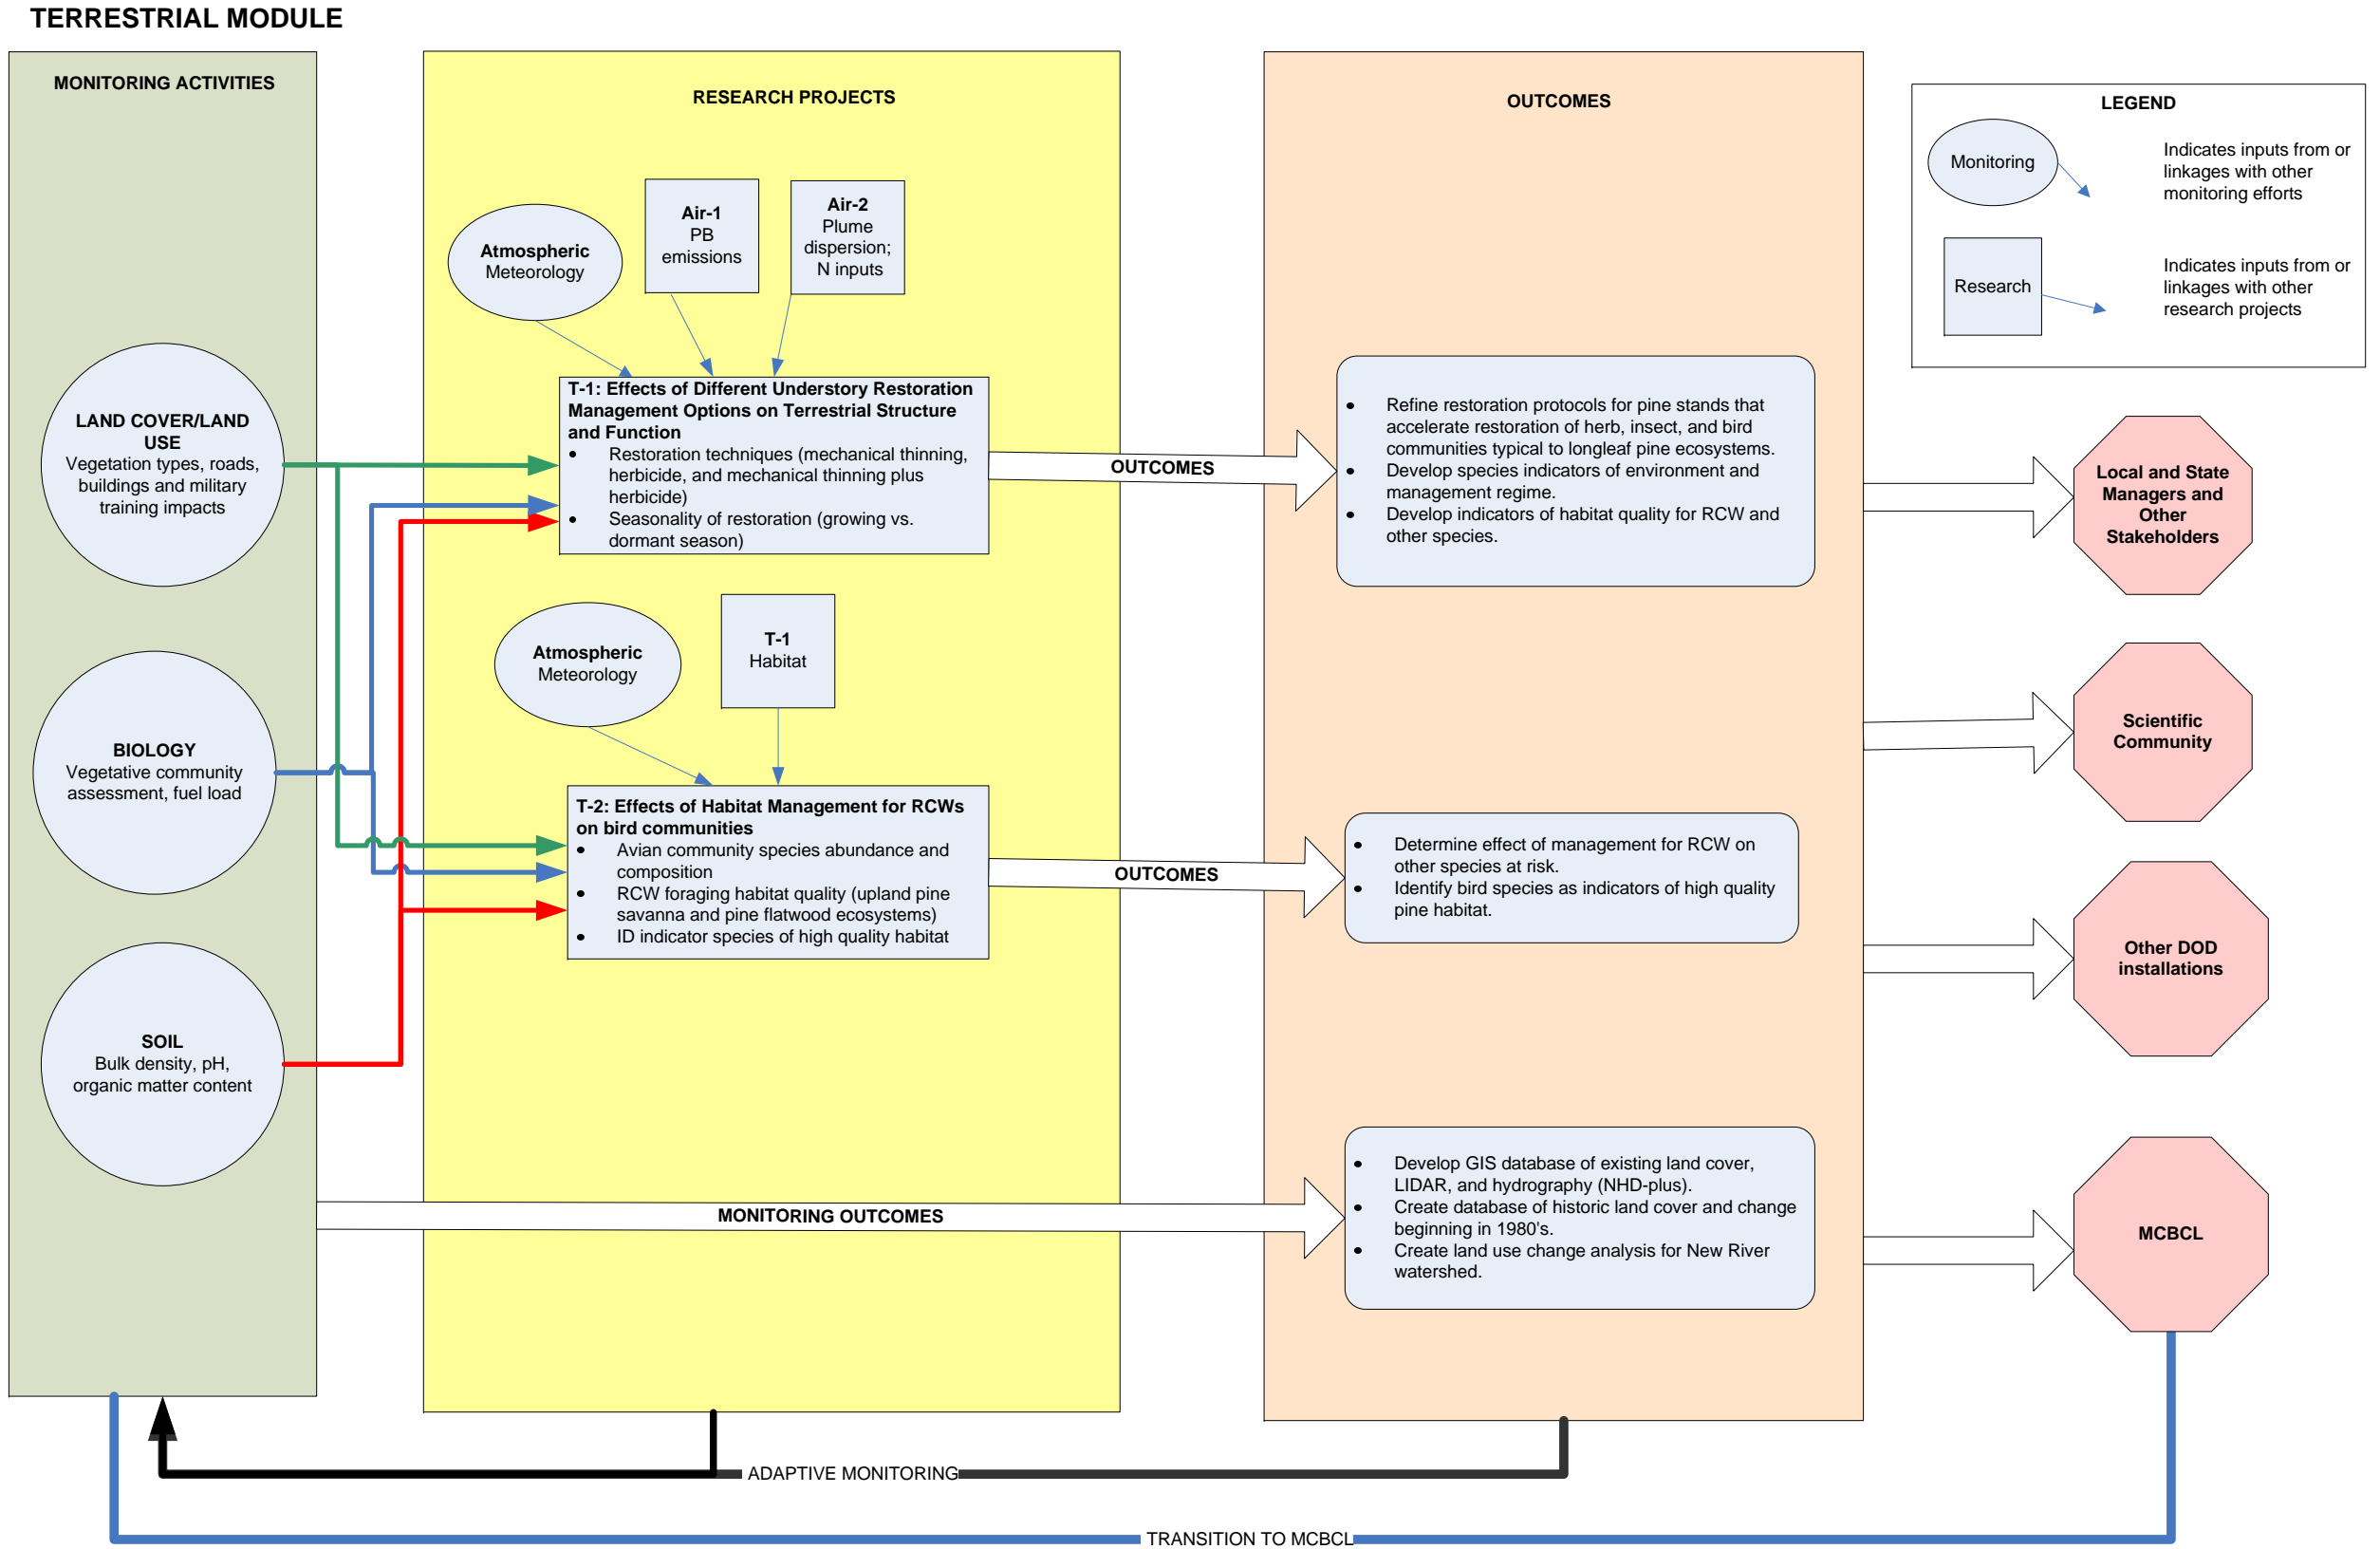 TERRESTRIAL MODULE
MONITORING ACTIVITIES
LAND COVER/LAND
USE
Vegetation types, roads,
buildings and military
training impacts
BIOLOGY
Vegetative community
assessment, fuel load
SOIL
Bulk density, pH,
organic matter content
RESEARCH PROJECTS
Atmospheric
Meteorology
Air-1
PB
emissions
Air-2
Plume
dispersion;
N inputs
T-1: Effects of Different Understory Restoration
Management Options on Terrestrial Structure
and Function
• Restoration techniques (mechanical thinning,
herbicide, and mechanical thinning plus
herbicide)
• Seasonality of restoration (growing vs.
dormant season)
Atmospheric
Meteorology
T-1
Habitat
T-2: Effects of Habitat Management for RCWs
on bird communities
• Avian community species abundance and
composition
• RCW foraging habitat quality (upland pine
savanna and pine flatwood ecosystems)
• ID indicator species of high quality habitat
OUTCOMES
OUTCOMES
MONITORING OUTCOMES
OUTCOMES
• Refine restoration protocols for pine stands that
accelerate restoration of herb, insect, and bird
communities typical to longleaf pine ecosystems.
• Develop species indicators of environment and
management regime.
• Develop indicators of habitat quality for RCW and
other species.
• Determine effect of management for RCW on
other species at risk.
• Identify bird species as indicators of high quality
pine habitat.
• Develop GIS database of existing land cover,
LIDAR, and hydrography (NHD-plus).
• Create database of historic land cover and change
beginning in 1980's.
• Create land use change analysis for New River
watershed.
LEGEND
Monitoring
Indicates inputs from or
linkages with other
monitoring efforts
Research
Indicates inputs from or
linkages with other
research projects
Local and State
Managers and
Other
Stakeholders
Scientific
Community
Other DOD
installations
MCBCL
ADAPTIVE MONITORING
TRANSITION TO MCBCL